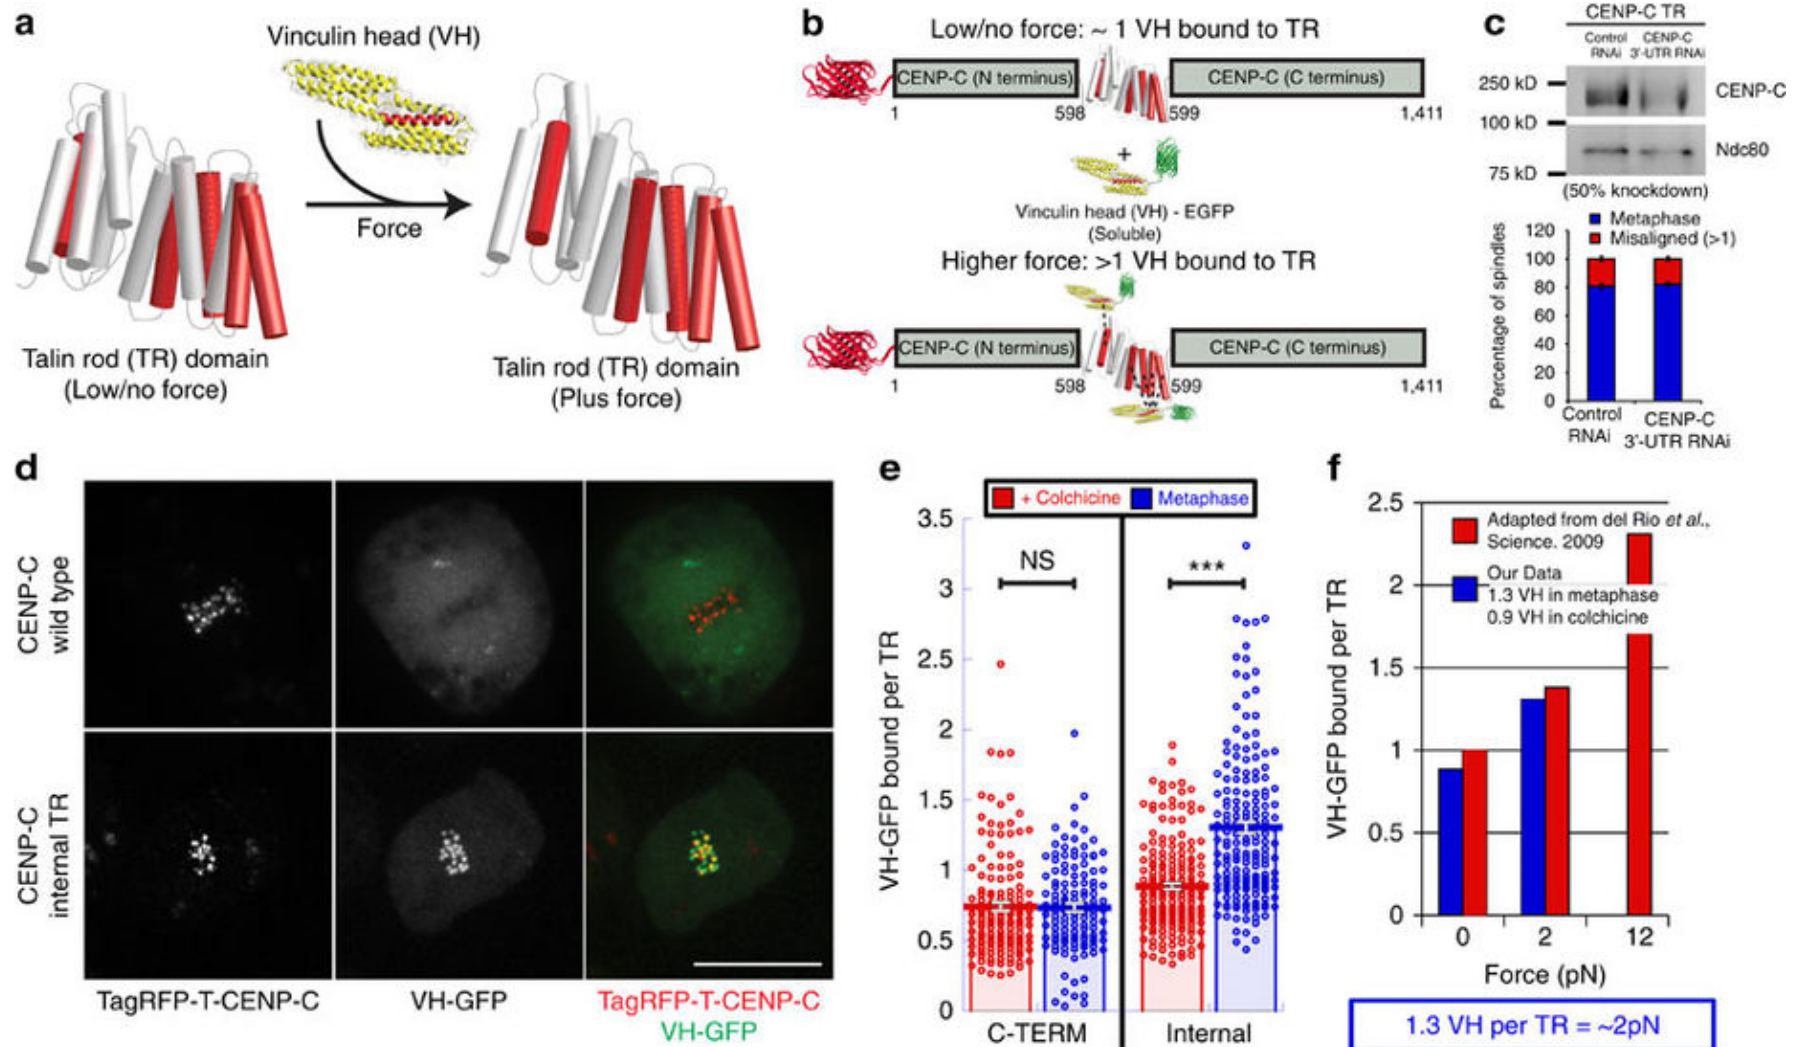 a
Vinculin head (VH)
Force
Talin rod (TR) domain
(Low/no force)
Talin rod (TR) domain
(Plus force)
b
Low/no force: ~ 1 VH bound to TR
CENP-C (N terminus)
CENP-C (C terminus)
1
598
599
1,411
+
Vinculin head (VH) - EGFP
(Soluble)
Higher force: >1 VH bound to TR
CENP-C (N terminus)
CENP-C (C terminus)
1
598
599
1,411
c
CENP-C TR
Control
RNAi
CENP-C
3'-UTR RNAi
250 kD
CENP-C
100 kD
Ndc80
75 kD
(50% knockdown)
Metaphase
Misaligned (>1)
Percentage of spindles
120
100
80
60
40
20
0
Control
RNAi
CENP-C
3'-UTR RNAi
d
CENP-C
wild type
CENP-C
internal TR
TagRFP-T-CENP-C
VH-GFP
TagRFP-T-CENP-C
VH-GFP
e
+ Colchicine
Metaphase
VH-GFP bound per TR
3.5
3
2.5
2
1.5
1
0.5
0
NS
***
C-TERM
Internal
f
VH-GFP bound per TR
2.5
2
1.5
1
0.5
0
Adapted from del Rio et al.,
Science. 2009
Our Data
1.3 VH in metaphase
0.9 VH in colchicine
0
2
12
Force (pN)
1.3 VH per TR = ~2pN